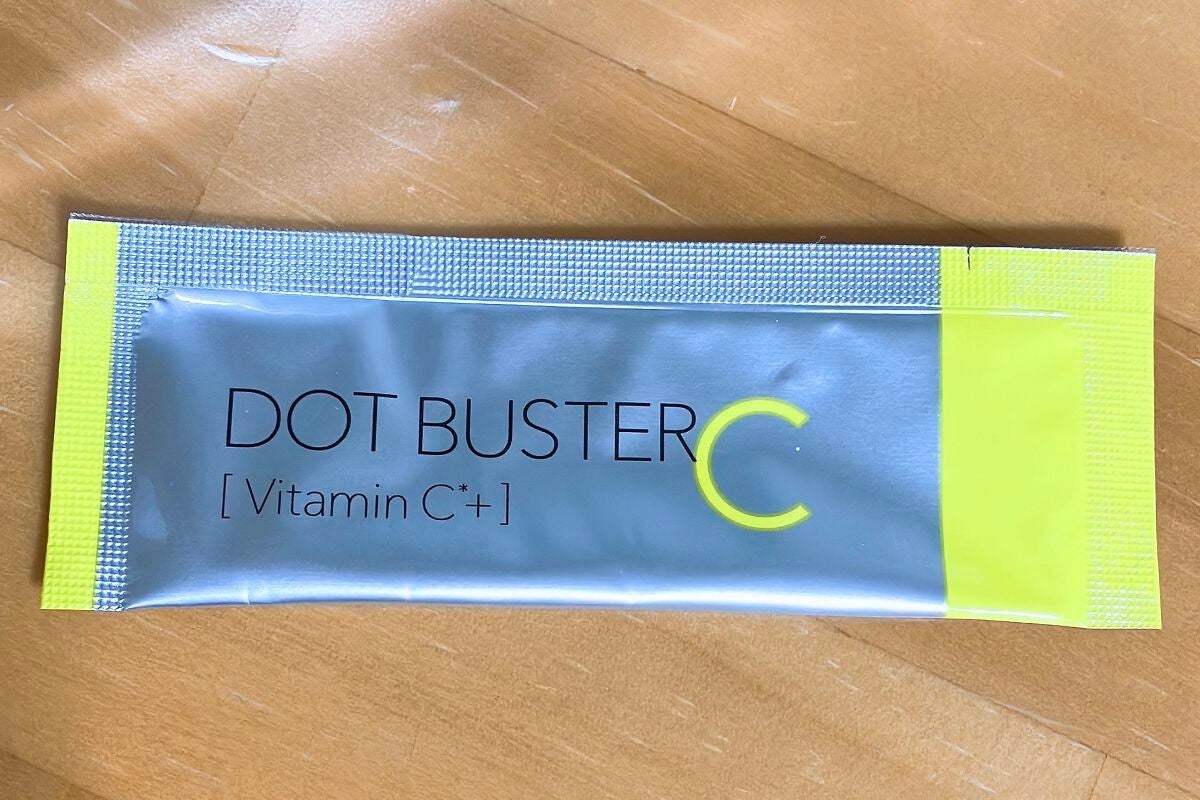 DOT BUSTER C
[ Vitamin C*+]